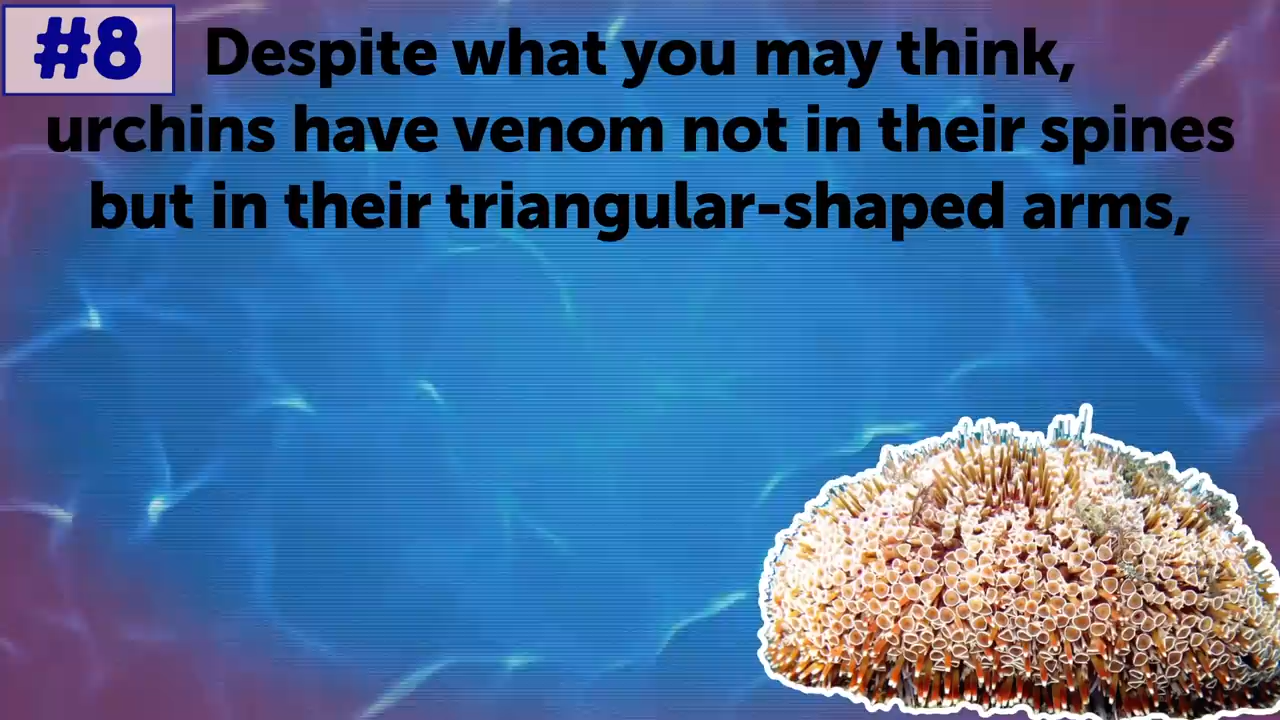 #8
Despite what you may think,
urchins have venom not in their spines
but in their triangular-shaped arms,